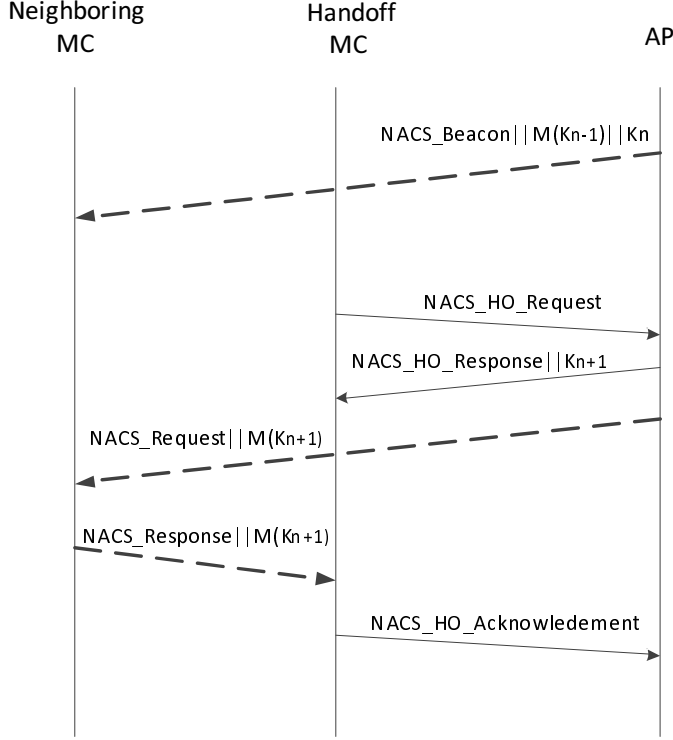 Neighboring
MC
Handoff
MC
AP
NACS_Beacon||M(Kn-1)||Kn
NACS_HO_Request
NACS_HO_Response||Kn+1
NACS_Request||M(Kn+1)
NACS_Response||M(Kn+1)
NACS_HO_Acknowledement